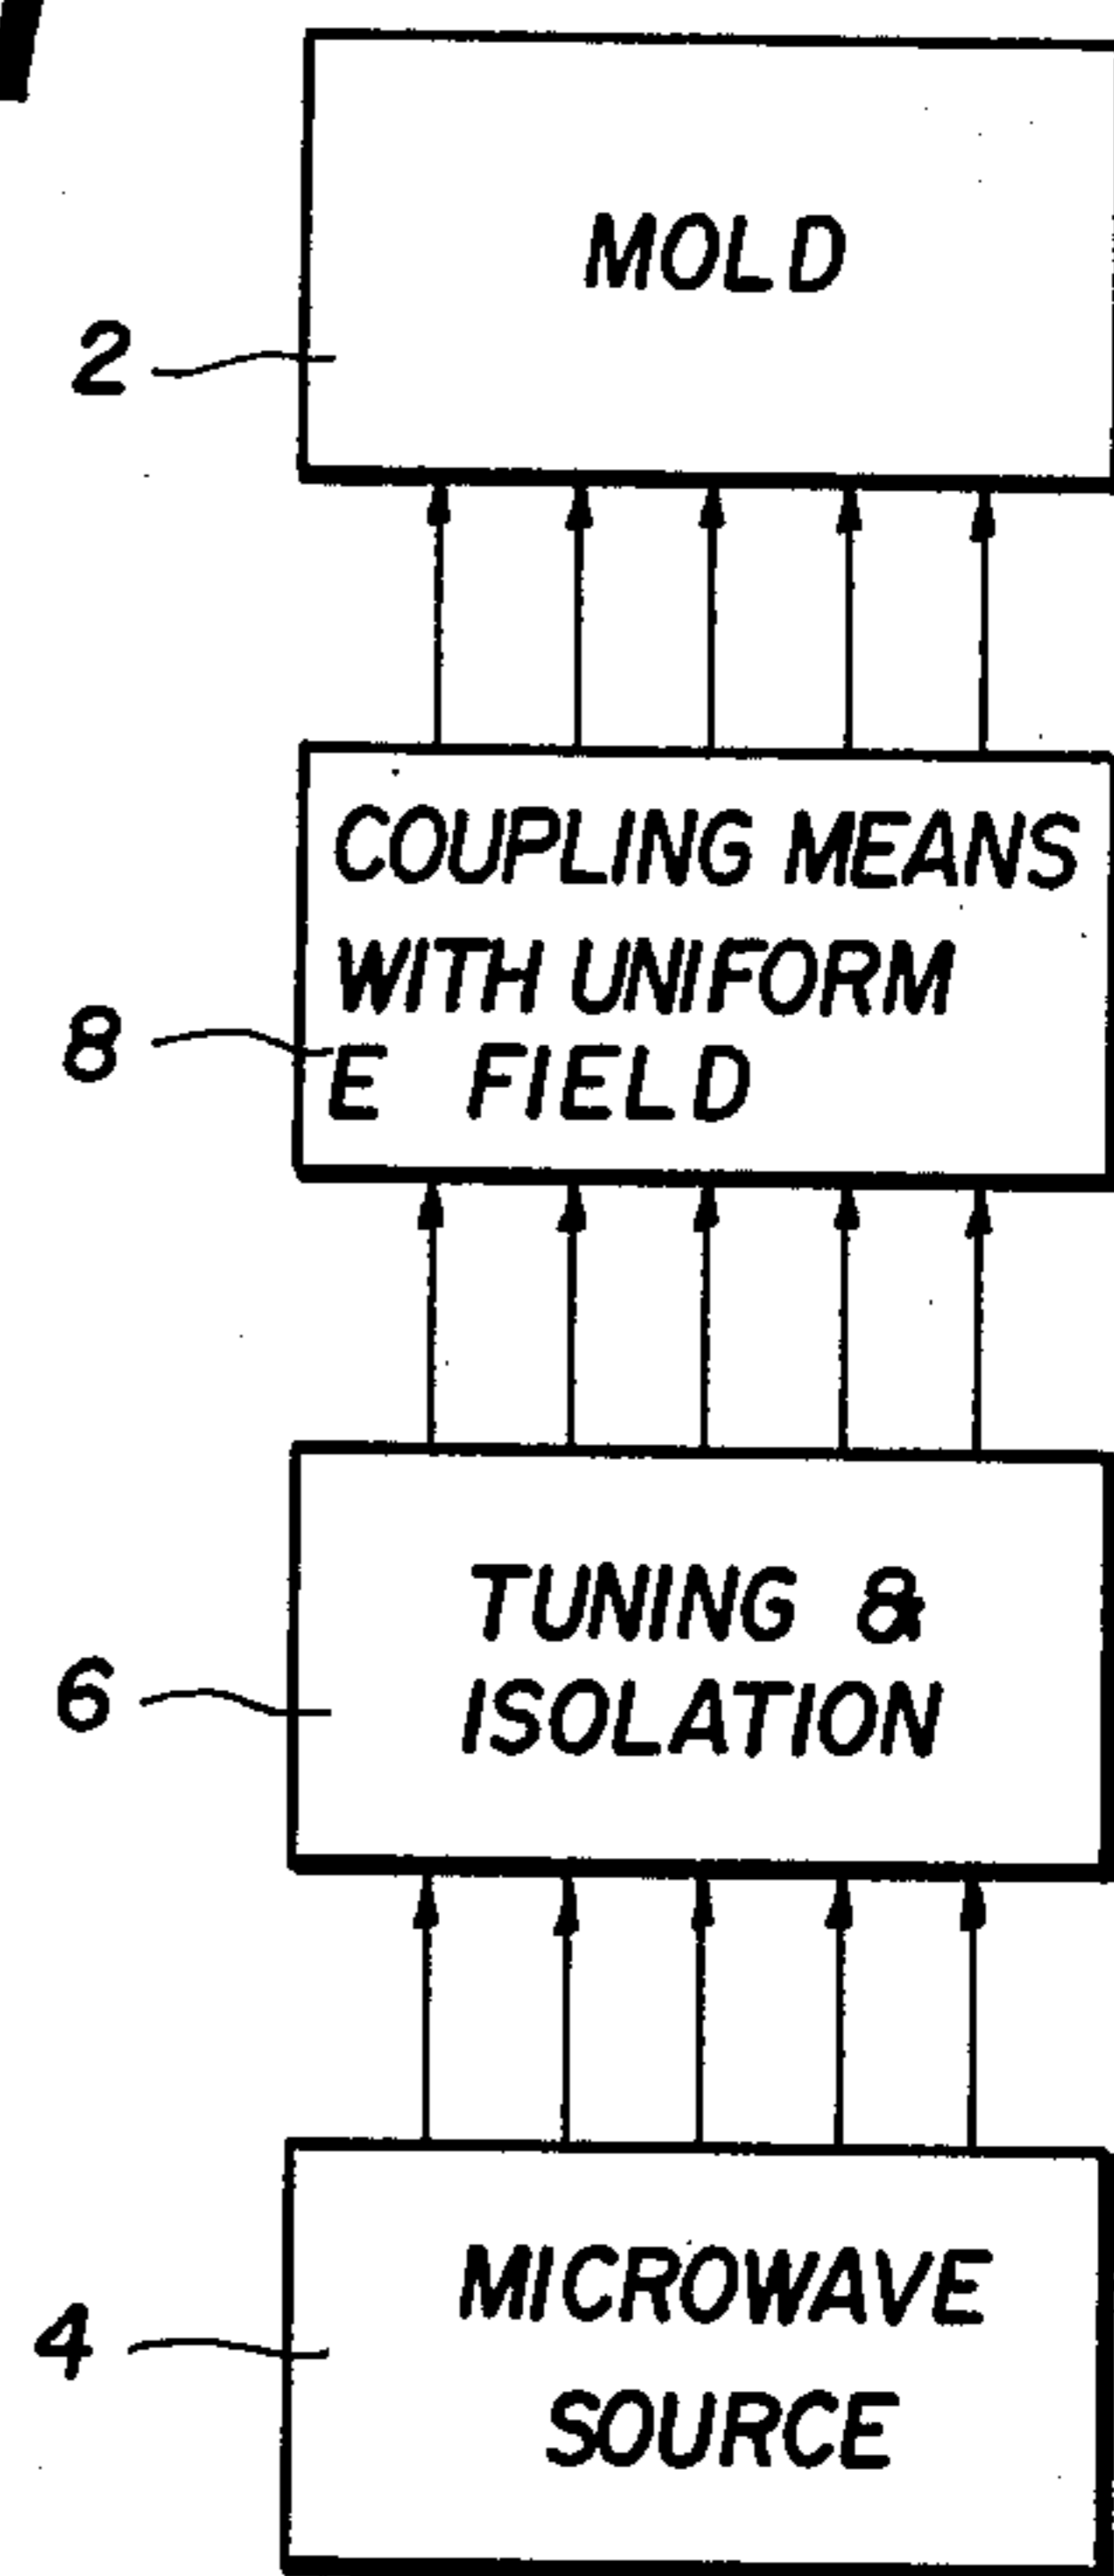 MOLD
2
COUPLING MEANS
WITH UNIFORM
8
E FIELD
TUNING &
ISOLATION
6
MICROWAVE
4
SOURCE